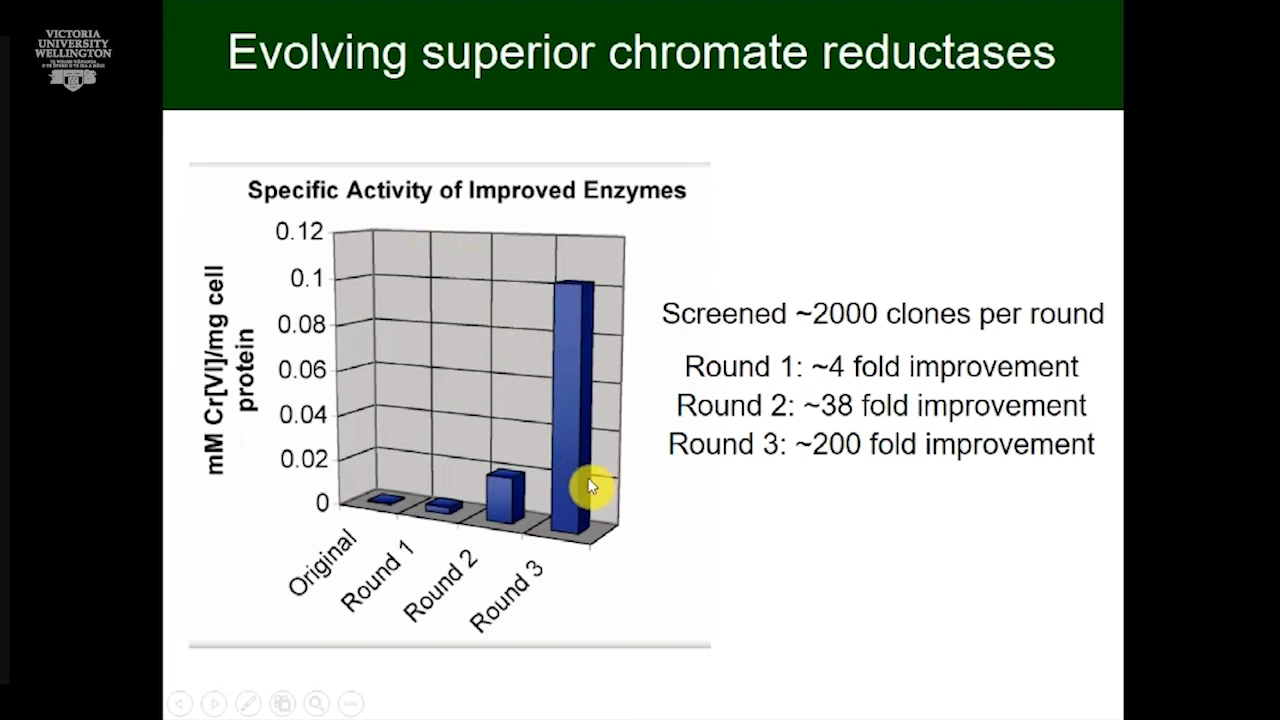 VICTORIA
UNIVERSITY
WELLINGTON
Evolving superior chromate reductases
Specific Activity of Improved Enzymes
mM Cr[VI]/mg cell
protein
0.12
0.1
0.08
0.06
0.04
0.02
0
Original
Round 1
Round 2
Round 3
Screened ~2000 clones per round
Round 1: ~4 fold improvement
Round 2: ~38 fold improvement
Round 3: ~200 fold improvement